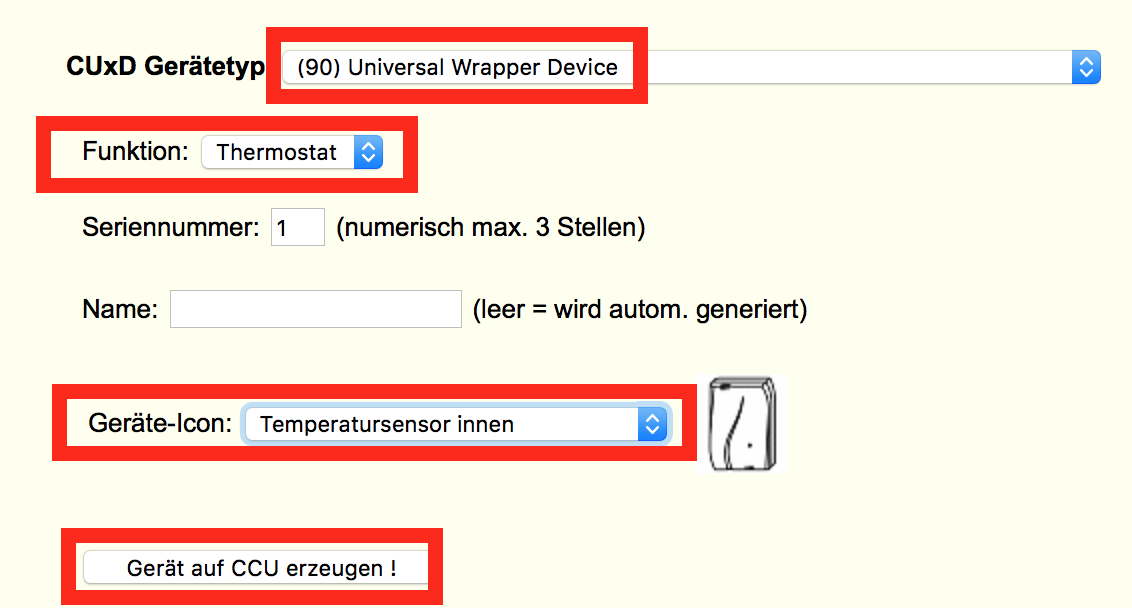 CUxD Gerätetyp (90) Universal Wrapper Device
Funktion: Thermostat
Seriennummer: 1 (numerisch max. 3 Stellen)
Name: (leer = wird autom. generiert)
Geräte-Icon: Temperatursensor innen
Gerät auf CCU erzeugen !